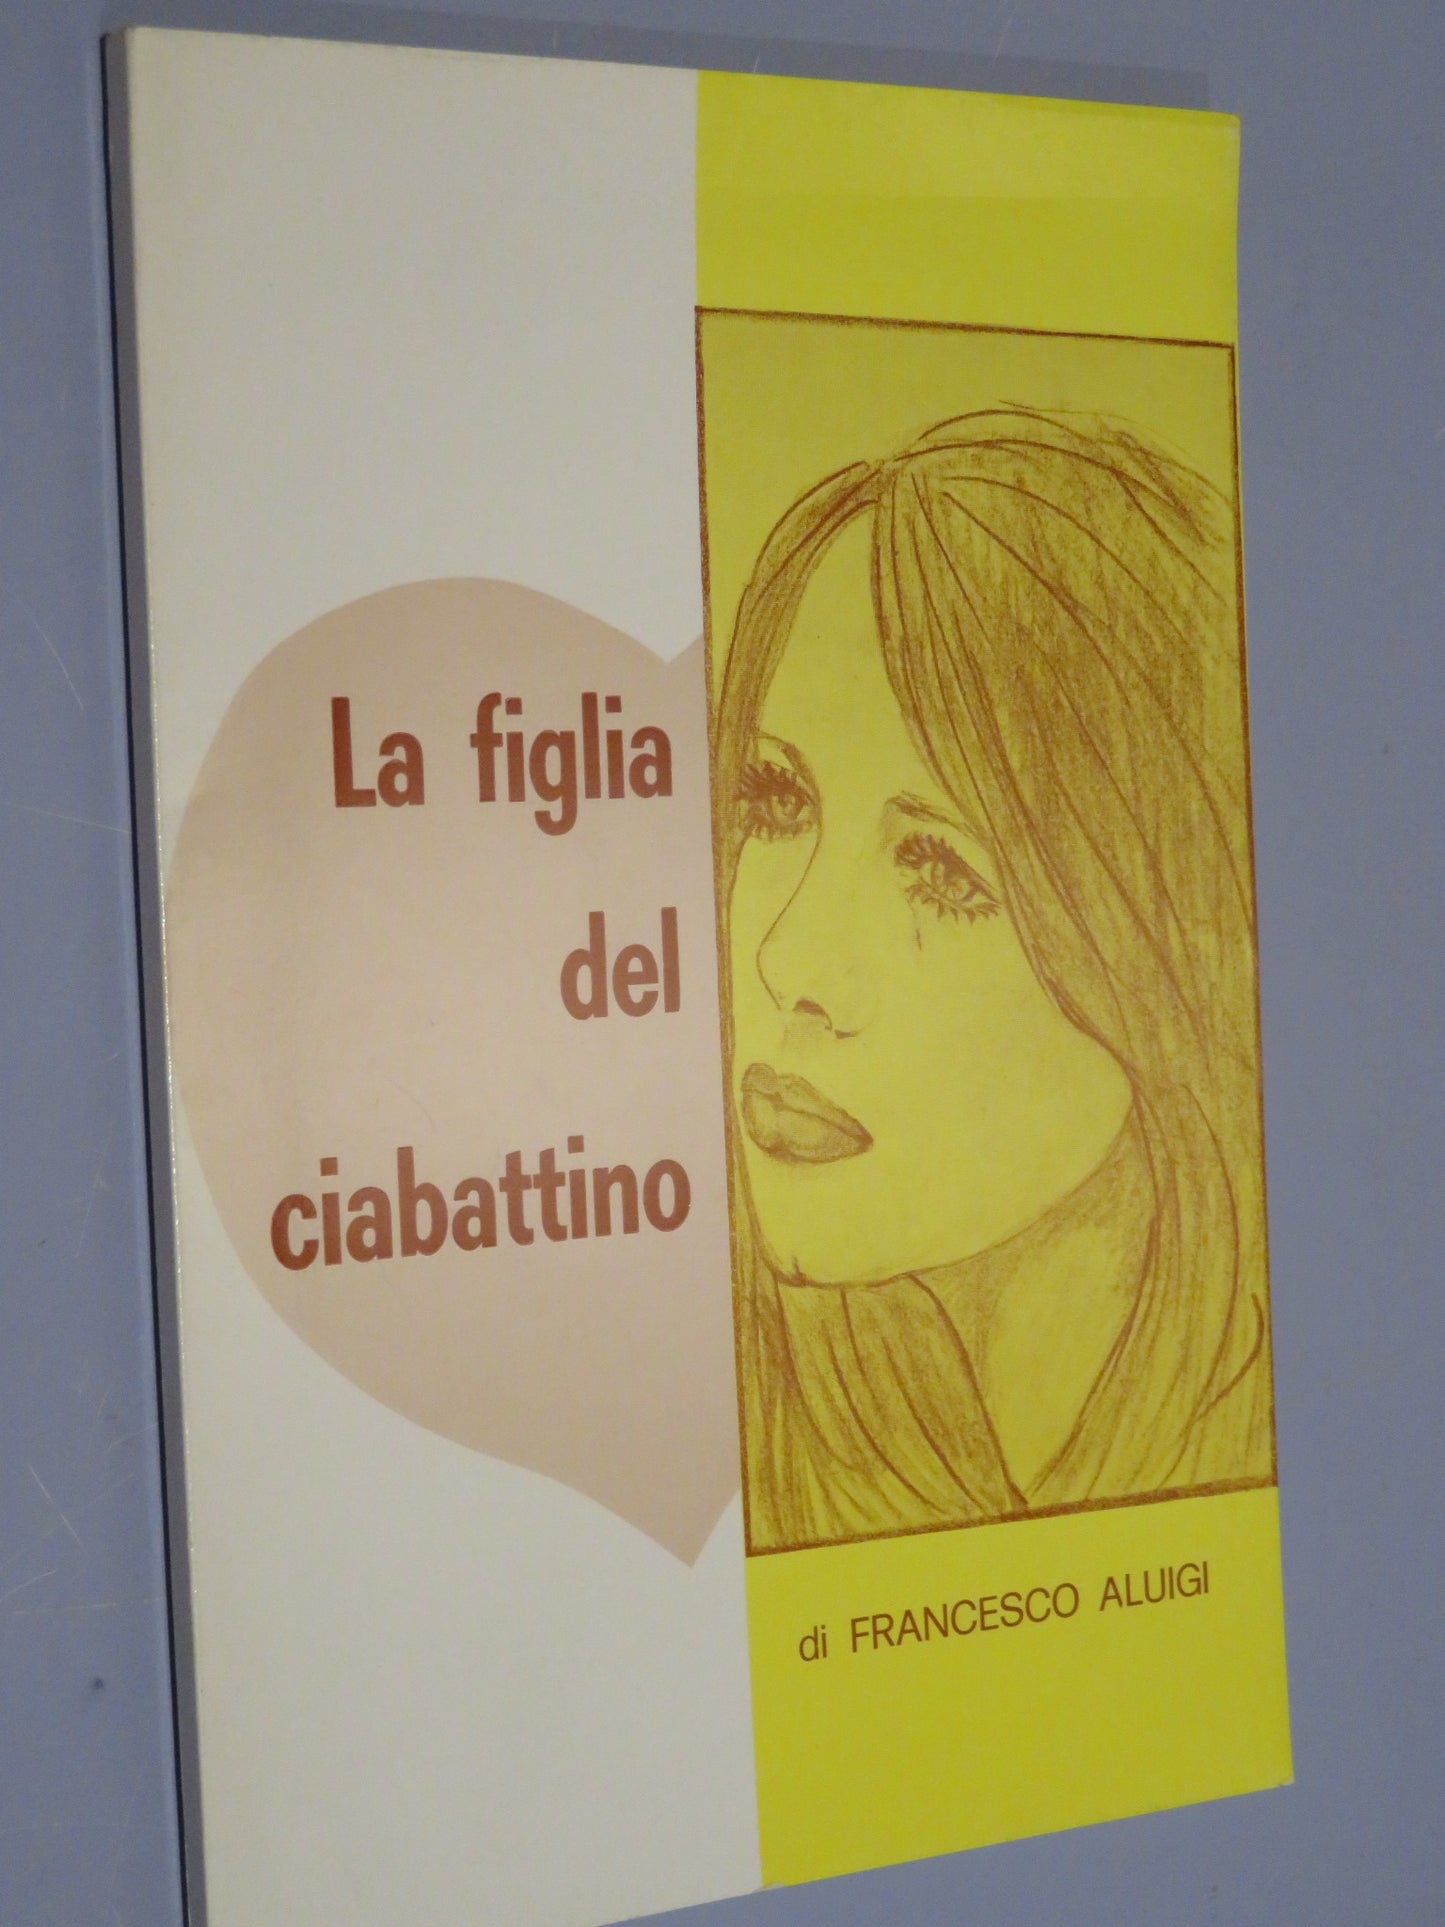 La figlia
del
ciabattino
di FRANCESCO ALUIGI